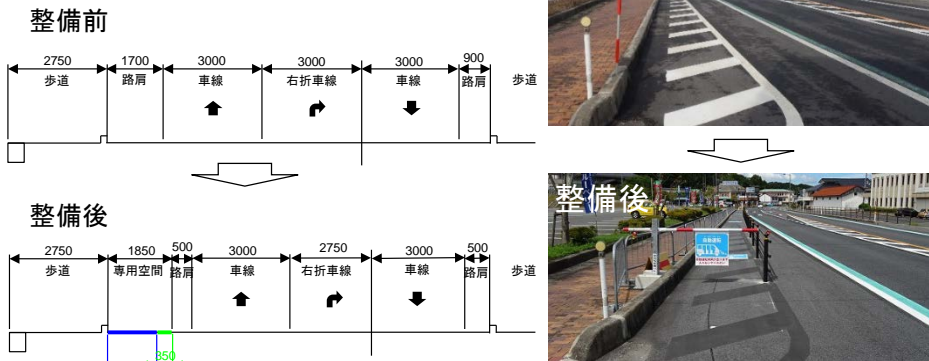 整備前
2750 1700 3000 3000 3000 900
歩道 路肩 車線 右折車線 車線 路肩 歩道
整備後
2750 1850 500 3000 2750 3000 500
歩道 専用空間 路肩 車線 右折車線 車線 路肩 歩道
350
整備後